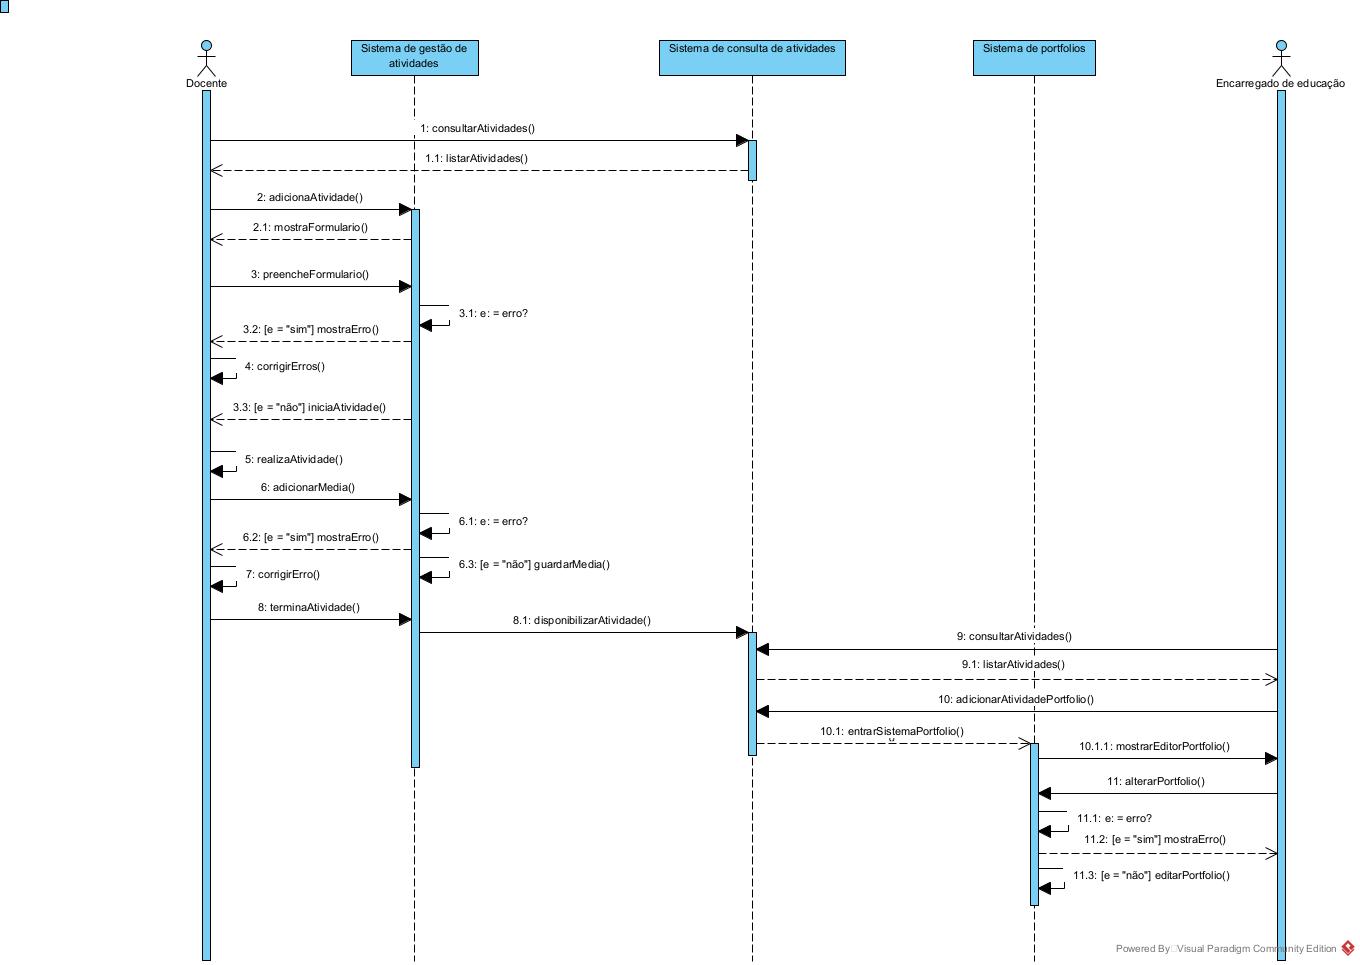 Sistema de gestão de
atividades
Sistema de consulta de atividades
Sistema de portfolios
Docente
Encarregado de educação
1: consultarAtividades()
1.1: listarAtividades()
2: adicionaAtividade()
2.1: mostraFormulario()
3: preencheFormulario()
3.1: e: = erro?
3.2: [e = "sim"] mostraErro()
4: corrigirErros()
3.3: [e = "não"] iniciaAtividade()
5: realizaAtividade()
6: adicionarMedia()
6.1: e: = erro?
6.2: [e = "sim"] mostraErro()
6.3: [e = "não"] guardarMedia()
7: corrigirErro()
8: terminaAtividade()
8.1: disponibilizarAtividade()
9: consultarAtividades()
9.1: listarAtividades()
10: adicionarAtividadePortfolio()
10.1: entrarSistemaPortfolio()
10.1.1: mostrarEditorPortfolio()
11: alterarPortfolio()
11.1: e: = erro?
11.2: [e = "sim"] mostraErro()
11.3: [e = "não"] editarPortfolio()
Powered By Visual Paradigm Community Edition